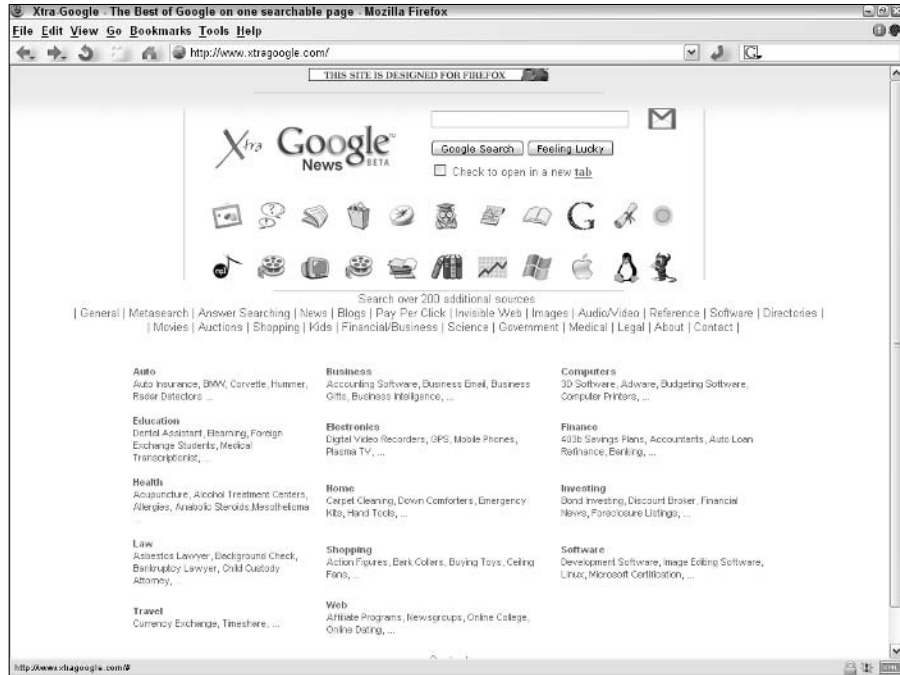 Xtra Google - The Best of Google on one searchable page - Mozilla Firefox
File Edit View Go Bookmarks Tools Help
http://www.xtragoogle.com/
G
THIS SITE IS DESIGNED FOR FIREFOX
Xtra Google™
News BETA
Google Search Feeling Lucky
Check to open in a new tab
Search over 200 additional sources
| General | Metasearch | Answer Searching | News | Blogs | Pay Per Click | Invisible Web | Images | Audio/Video | Reference | Software | Directories |
| Movies | Auctions | Shopping | Kids | Financial/Business | Science | Government | Medical | Legal | About | Contact |
Auto
Auto Insurance, BMW, Corvette, Hummer,
Radar Detectors ...
Business
Accounting Software, Business Email, Business
Gifts, Business Intelligence, ...
Computers
3D Software, Adware, Budgeting Software,
Computer Printers, ...
Education
Dental Assistant, Elearning, Foreign
Exchange Students, Medical
Transcriptionist, ...
Electronics
Digital Video Recorders, GPS, Mobile Phones,
Plasma TV, ...
Finance
403b Savings Plans, Accountants, Auto Loan
Refinance, Banking, ...
Health
Acupuncture, Alcohol Treatment Centers,
Allergies, Anabolic Steroids,Mesothelioma
...
Home
Carpet Cleaning, Down Comforters, Emergency
Kits, Hand Tools, ...
Investing
Bond Investing, Discount Broker, Financial
News, Foreclosure Listings, ...
Law
Asbestos Lawyer, Background Check,
Bankruptcy Lawyer, Child Custody
Attorney, ...
Shopping
Action Figures, Bark Collars, Buying Toys, Ceiling
Fans, ...
Software
Development Software, Image Editing Software,
Linux, Microsoft Certification, ...
Travel
Currency Exchange, Timeshare, ...
Web
Affiliate Programs, Newsgroups, Online College,
Online Dating, ...
http://www.xtragoogle.com/#